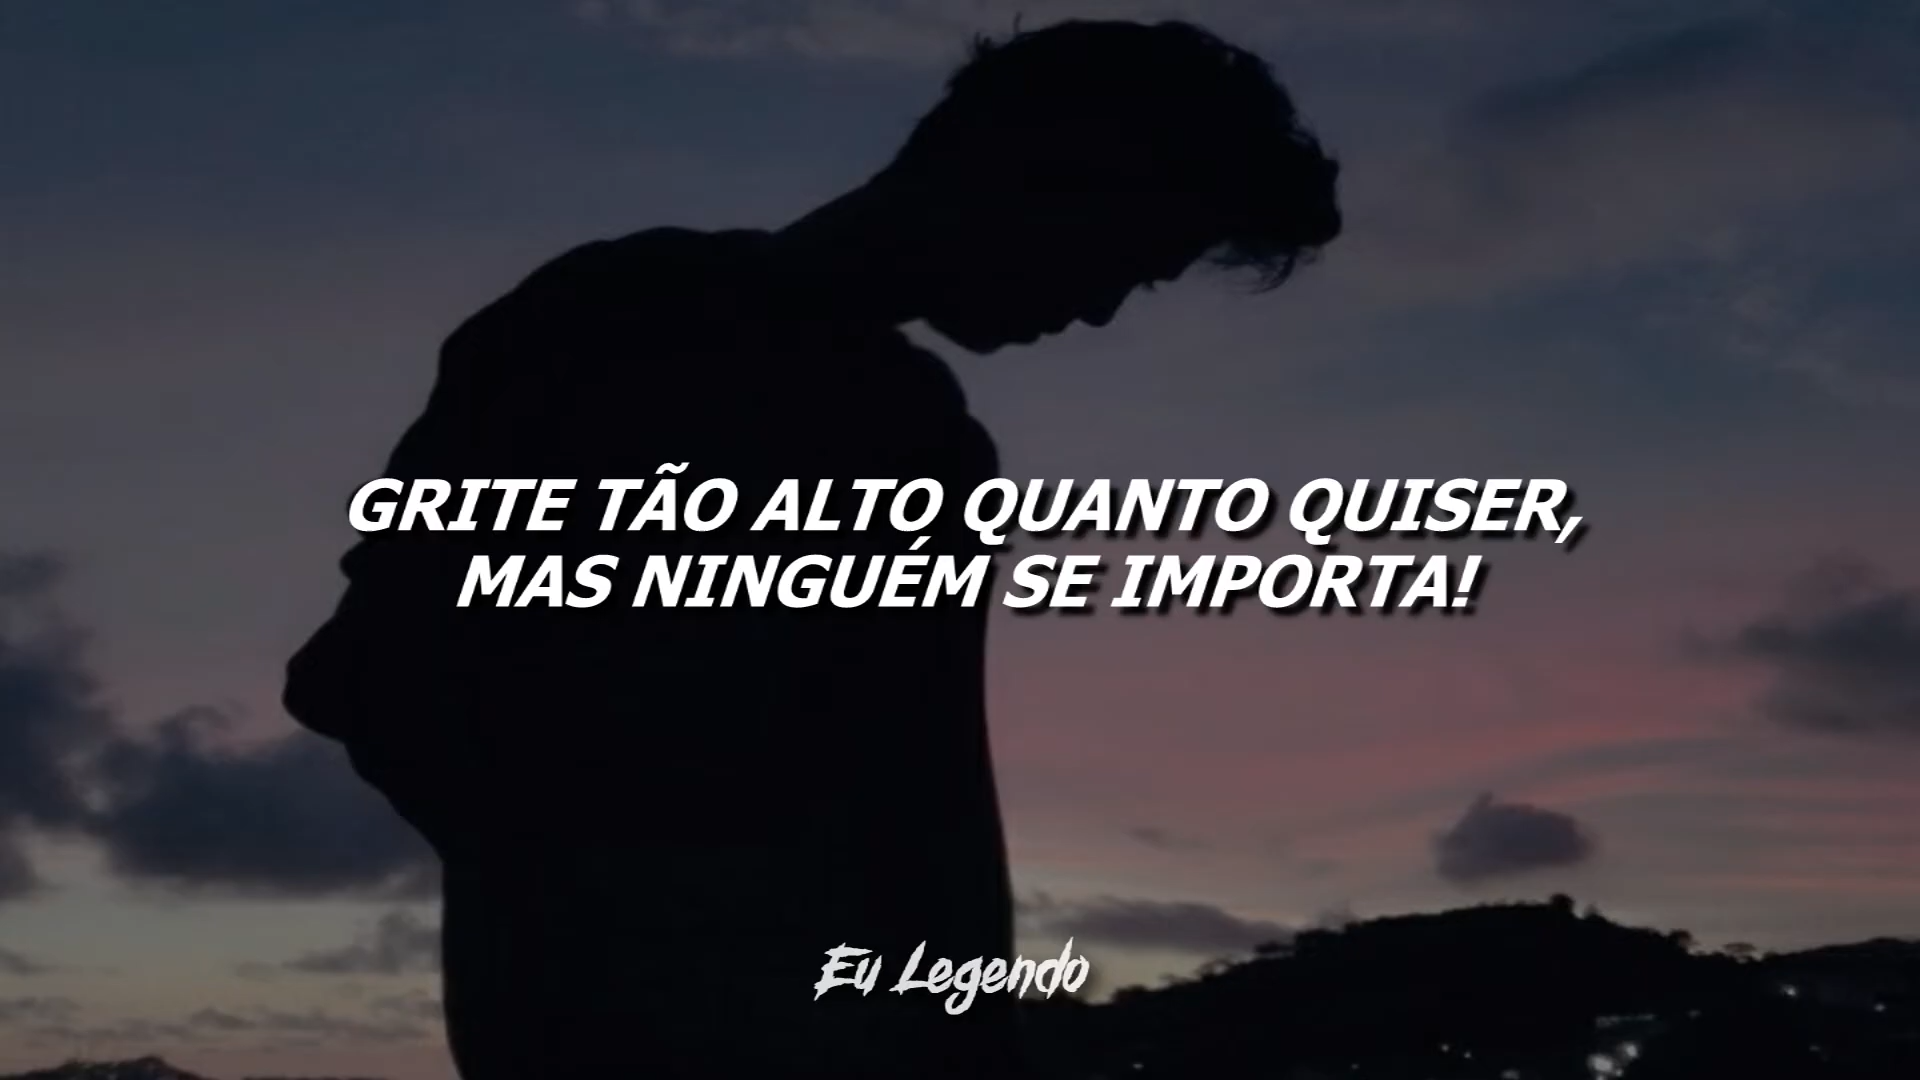 GRITE TÃO ALTO QUANTO QUISER,
MAS NINGUÉM SE IMPORTA!
Eu Legendo